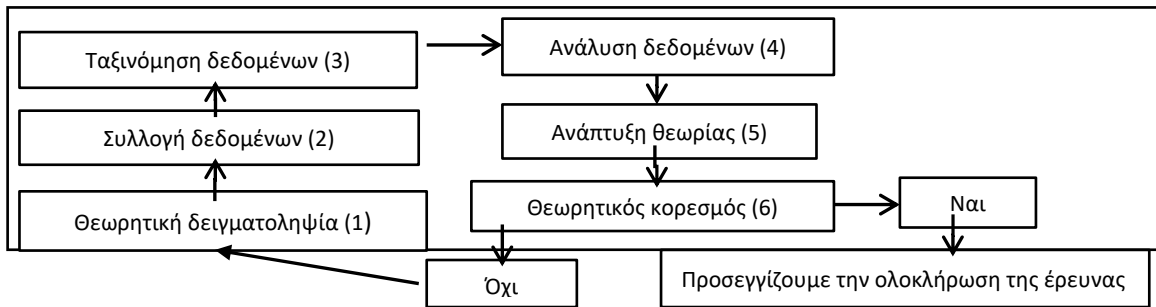 Ταξινόμηση δεδομένων (3)
Ανάλυση δεδομένων (4)
Συλλογή δεδομένων (2)
Ανάπτυξη θεωρίας (5)
Θεωρητική δειγματοληψία (1)
Θεωρητικός κορεσμός (6)
Ναι
Όχι
Προσεγγίζουμε την ολοκλήρωση της έρευνας